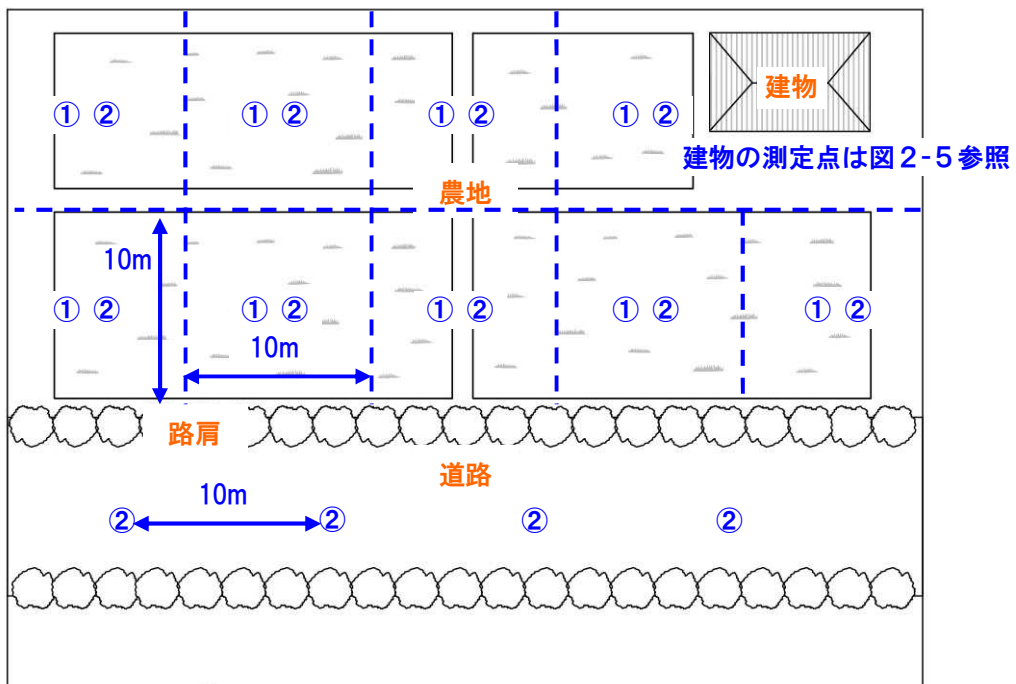 建物
① ② ① ② ① ② ① ②
建物の測定点は図２-５参照
農地
10m
① ② ① ② ① ② ① ② ① ②
10m
路肩
道路
10m
② ② ② ②